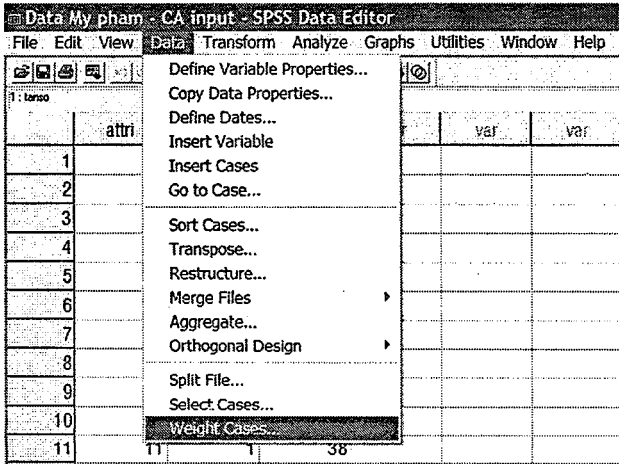 Data My pham - CA input - SPSS Data Editor
File Edit View Data Transform Analyze Graphs Utilities Window Help
1 : tanso
attri var var
Define Variable Properties...
Copy Data Properties...
Define Dates...
Insert Variable
Insert Cases
Go to Case...
Sort Cases...
Transpose...
Restructure...
Merge Files
Aggregate...
Orthogonal Design
Split File...
Select Cases...
Weight Cases...
1
2
3
4
5
6
7
8
9
10
11 11 1 38